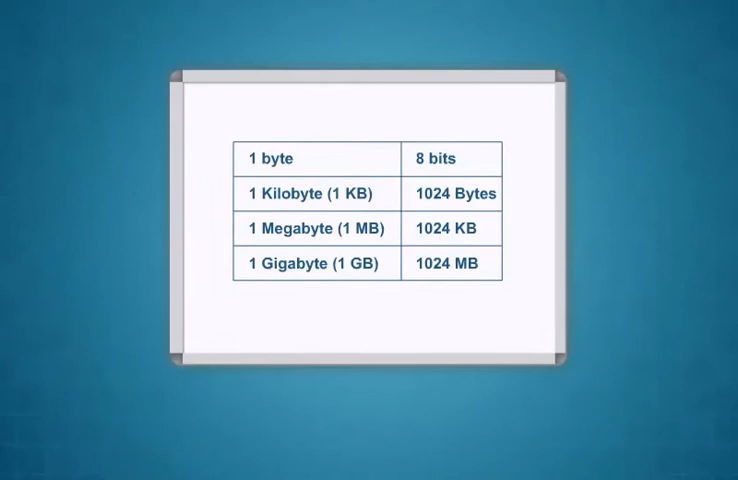 1 byte 8 bits
1 Kilobyte (1 KB) 1024 Bytes
1 Megabyte (1 MB) 1024 KB
1 Gigabyte (1 GB) 1024 MB